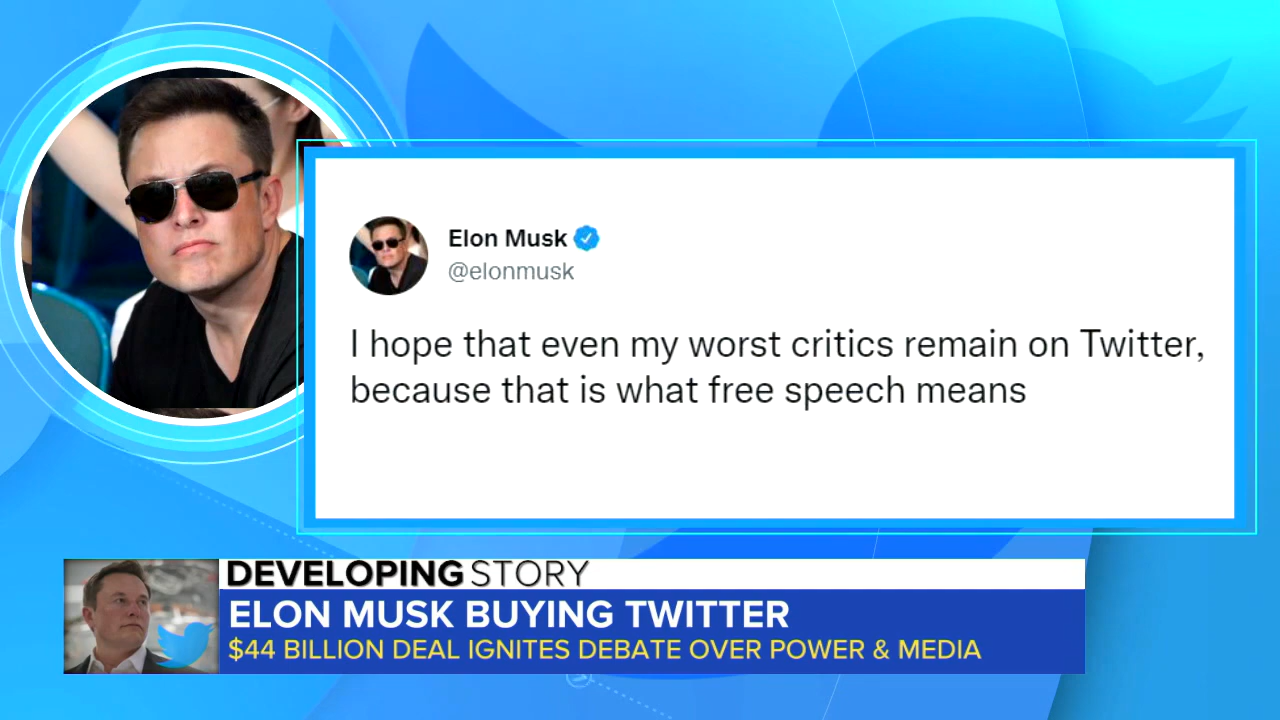 Elon Musk
@elonmusk
I hope that even my worst critics remain on Twitter,
because that is what free speech means
DEVELOPING STORY
ELON MUSK BUYING TWITTER
$44 BILLION DEAL IGNITES DEBATE OVER POWER & MEDIA